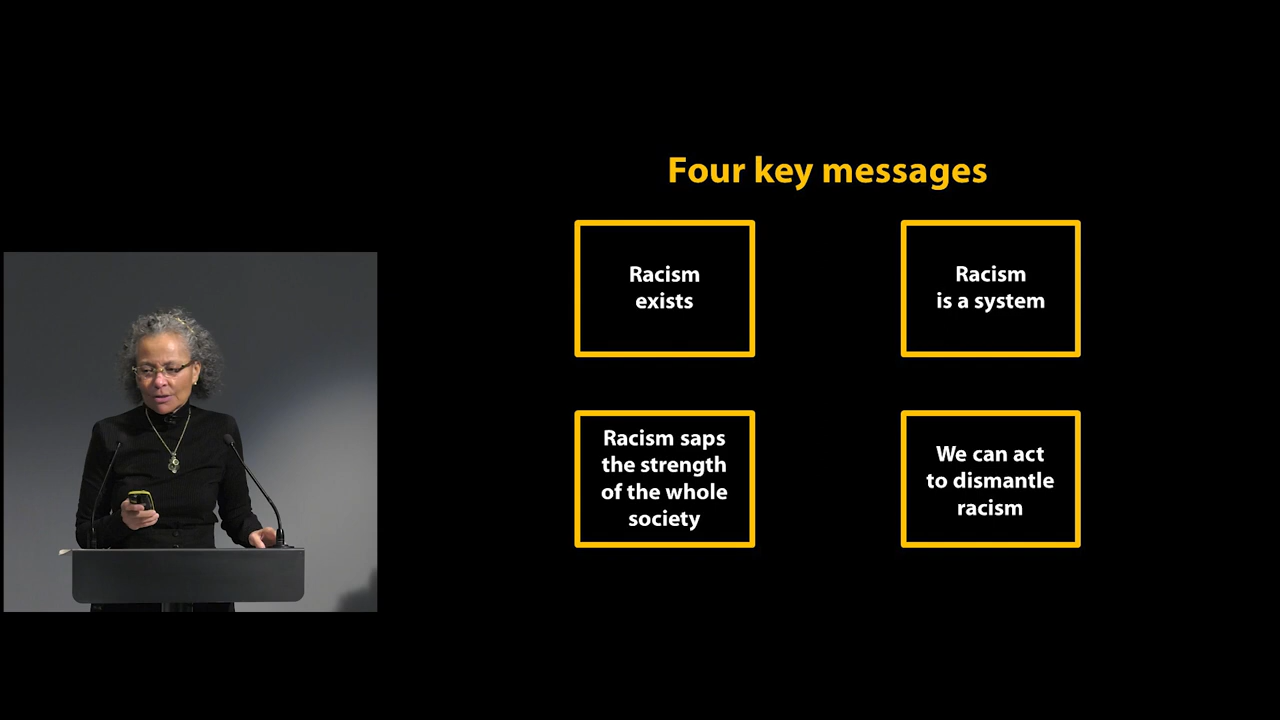 Four key messages
Racism
exists
Racism
is a system
Racism saps
the strength
of the whole
society
We can act
to dismantle
racism